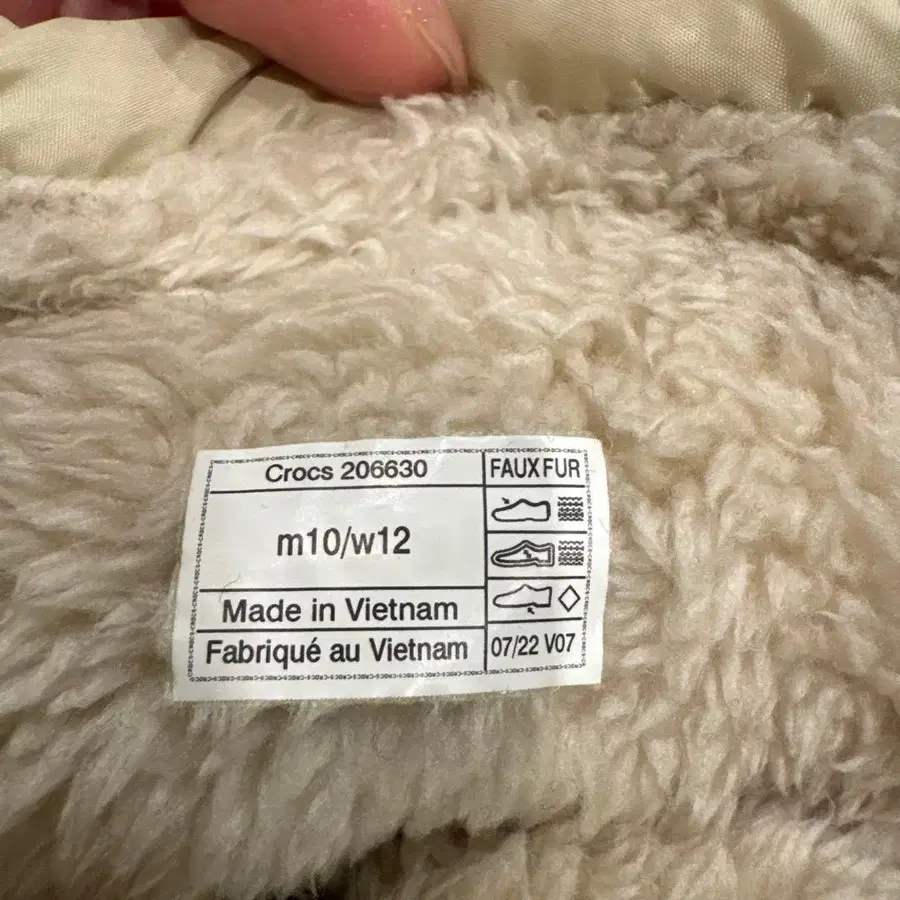 Crocs 206630
FAUX FUR
m10/w12
Made in Vietnam
Fabriqué au Vietnam
07/22 V07